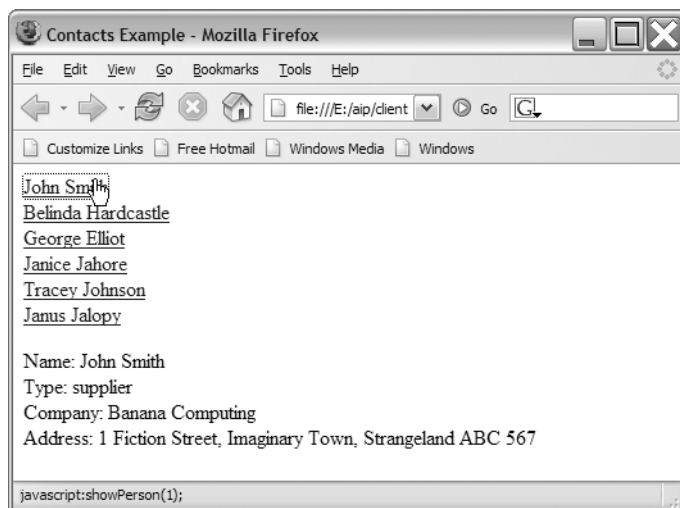 Contacts Example - Mozilla Firefox
File Edit View Go Bookmarks Tools Help
file:///E:/aip/client Go G
Customize Links Free Hotmail Windows Media Windows
John Smith
Belinda Hardcastle
George Elliot
Janice Jahore
Tracey Johnson
Janus Jalopy
Name: John Smith
Type: supplier
Company: Banana Computing
Address: 1 Fiction Street, Imaginary Town, Strangeland ABC 567
javascript:showPerson(1);